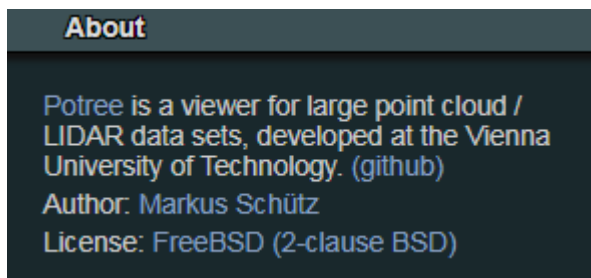 About
Potree is a viewer for large point cloud /
LIDAR data sets, developed at the Vienna
University of Technology. (github)
Author: Markus Schütz
License: FreeBSD (2-clause BSD)